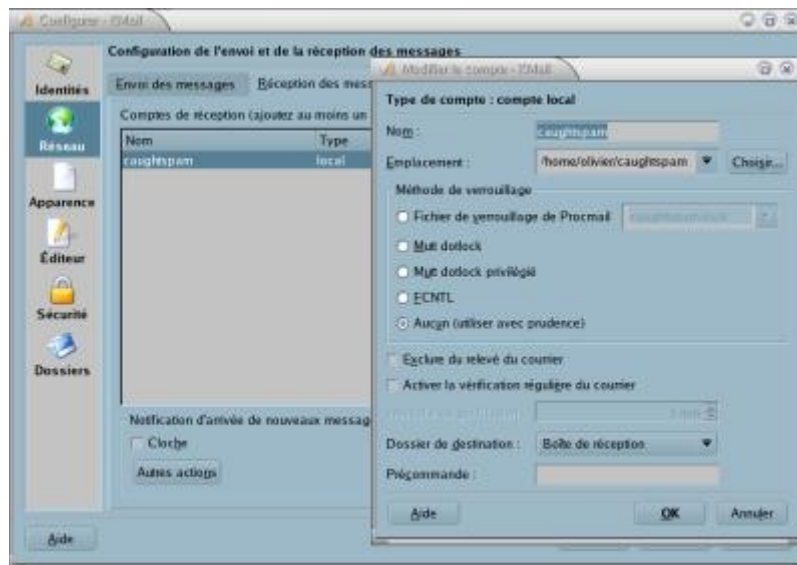 Configurer - KMail
Identités
Réseau
Apparence
Éditeur
Sécurité
Dossiers
Configuration de l'envoi et de la réception des messages
Envoi des messages
Réception des mess
Comptes de réception (ajoutez au moins un
Nom
Type
caughtspam
local
Notification d'arrivée de nouveaux messag
Cloche
Autres actions
Aide
Modifier le compte - KMail
Type de compte : compte local
Nom :
caughtspam
Emplacement :
/home/olivier/caughtspam
Choisir...
Méthode de verrouillage
Fichier de verrouillage de Procmail
Mutt dotlock
Mutt dotlock privilégié
FCNTL
Aucun (utiliser avec prudence)
Exclure du relevé du courrier
Activer la vérification régulière du courrier
Dossier de destination :
Boîte de réception
Précommande :
Aide
OK
Annuler